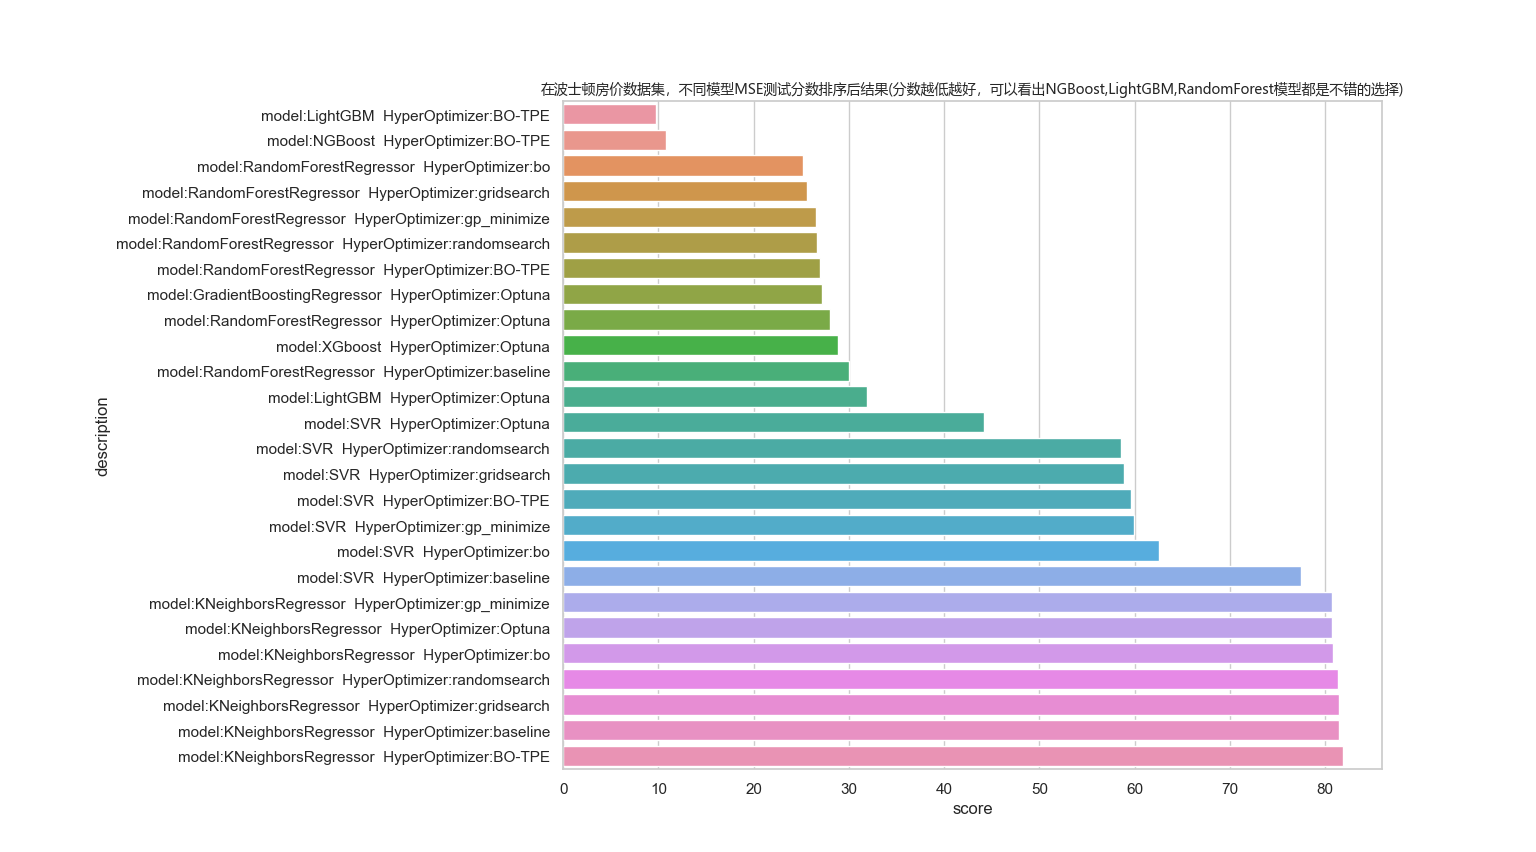 在波士顿房价数据集，不同模型MSE测试分数排序后结果(分数越低越好，可以看出NGBoost,LightGBM,RandomForest模型都是不错的选择)
model:LightGBM  HyperOptimizer:BO-TPE
model:NGBoost  HyperOptimizer:BO-TPE
model:RandomForestRegressor  HyperOptimizer:bo
model:RandomForestRegressor  HyperOptimizer:gridsearch
model:RandomForestRegressor  HyperOptimizer:gp_minimize
model:RandomForestRegressor  HyperOptimizer:randomsearch
model:RandomForestRegressor  HyperOptimizer:BO-TPE
model:GradientBoostingRegressor  HyperOptimizer:Optuna
model:RandomForestRegressor  HyperOptimizer:Optuna
model:XGboost  HyperOptimizer:Optuna
model:RandomForestRegressor  HyperOptimizer:baseline
model:LightGBM  HyperOptimizer:Optuna
model:SVR  HyperOptimizer:Optuna
model:SVR  HyperOptimizer:randomsearch
model:SVR  HyperOptimizer:gridsearch
model:SVR  HyperOptimizer:BO-TPE
model:SVR  HyperOptimizer:gp_minimize
model:SVR  HyperOptimizer:bo
model:SVR  HyperOptimizer:baseline
model:KNeighborsRegressor  HyperOptimizer:gp_minimize
model:KNeighborsRegressor  HyperOptimizer:Optuna
model:KNeighborsRegressor  HyperOptimizer:bo
model:KNeighborsRegressor  HyperOptimizer:randomsearch
model:KNeighborsRegressor  HyperOptimizer:gridsearch
model:KNeighborsRegressor  HyperOptimizer:baseline
model:KNeighborsRegressor  HyperOptimizer:BO-TPE
description
0 10 20 30 40 50 60 70 80
score